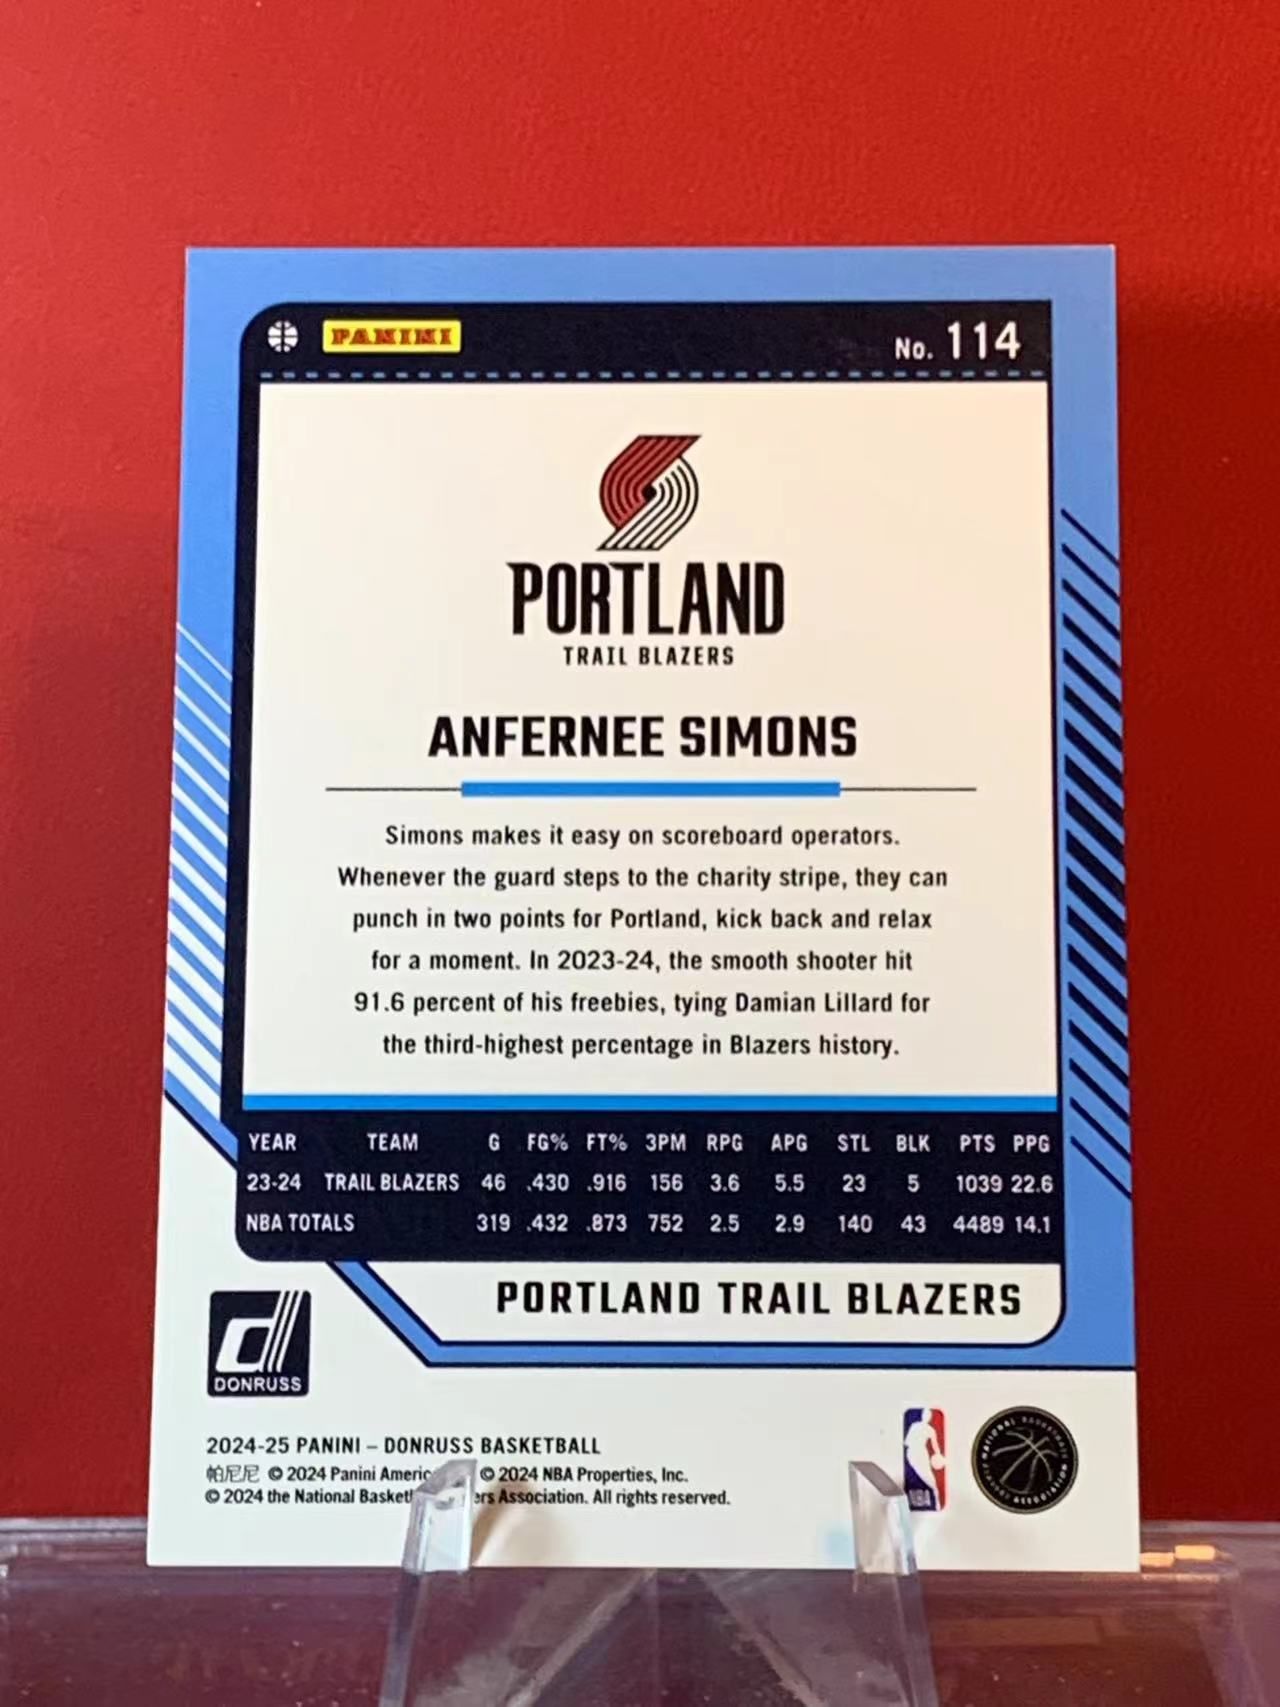 PANINI
No. 114
PORTLAND
TRAIL BLAZERS
ANFERNEE SIMONS
Simons makes it easy on scoreboard operators.
Whenever the guard steps to the charity stripe, they can
punch in two points for Portland, kick back and relax
for a moment. In 2023-24, the smooth shooter hit
91.6 percent of his freebies, tying Damian Lillard for
the third-highest percentage in Blazers history.
YEAR TEAM G FG% FT% 3PM RPG APG STL BLK PTS PPG
23-24 TRAIL BLAZERS 46 .430 .916 156 3.6 5.5 23 5 1039 22.6
NBA TOTALS 319 .432 .873 752 2.5 2.9 140 43 4489 14.1
PORTLAND TRAIL BLAZERS
DONRUSS
2024-25 PANINI – DONRUSS BASKETBALL
帕尼尼 © 2024 Panini © 2024 NBA Properties, Inc.
© 2024 the National Association. All rights reserved.
NBA
NATIONAL BASKETBALL PLAYERS ASSOCIATION